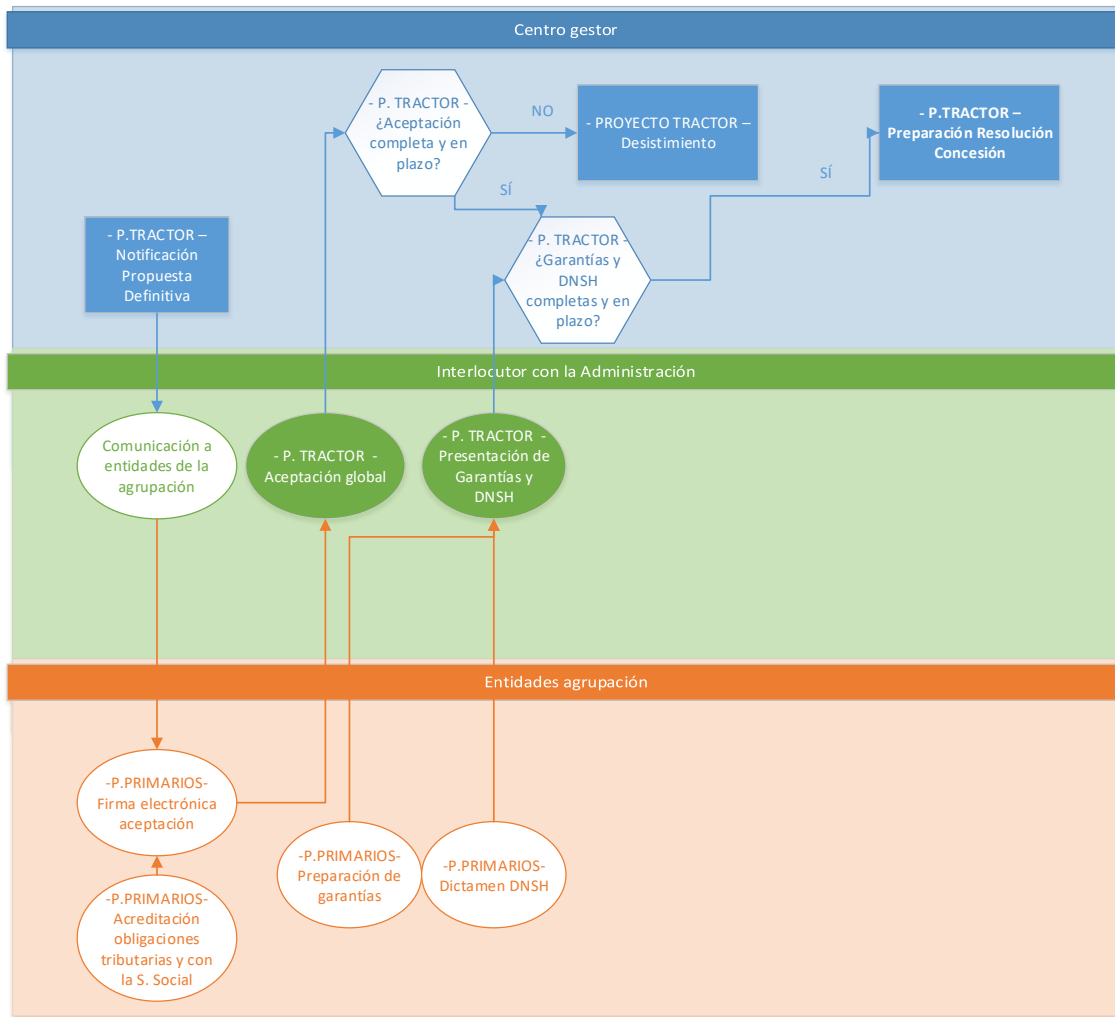 Centro gestor
- P. TRACTOR -
¿Aceptación
completa y en
plazo?
NO
- PROYECTO TRACTOR –
Desistimiento
- P.TRACTOR –
Preparación Resolución
Concesión
SÍ
SÍ
- P.TRACTOR –
Notificación
Propuesta
Definitiva
- P. TRACTOR -
¿Garantías y
DNSH
completas y en
plazo?
Interlocutor con la Administración
Comunicación a
entidades de la
agrupación
- P. TRACTOR -
Aceptación global
- P. TRACTOR -
Presentación de
Garantías y
DNSH
Entidades agrupación
-P.PRIMARIOS-
Firma electrónica
aceptación
-P.PRIMARIOS-
Preparación de
garantías
-P.PRIMARIOS-
Dictamen DNSH
-P.PRIMARIOS-
Acreditación
obligaciones
tributarias y con
la S. Social